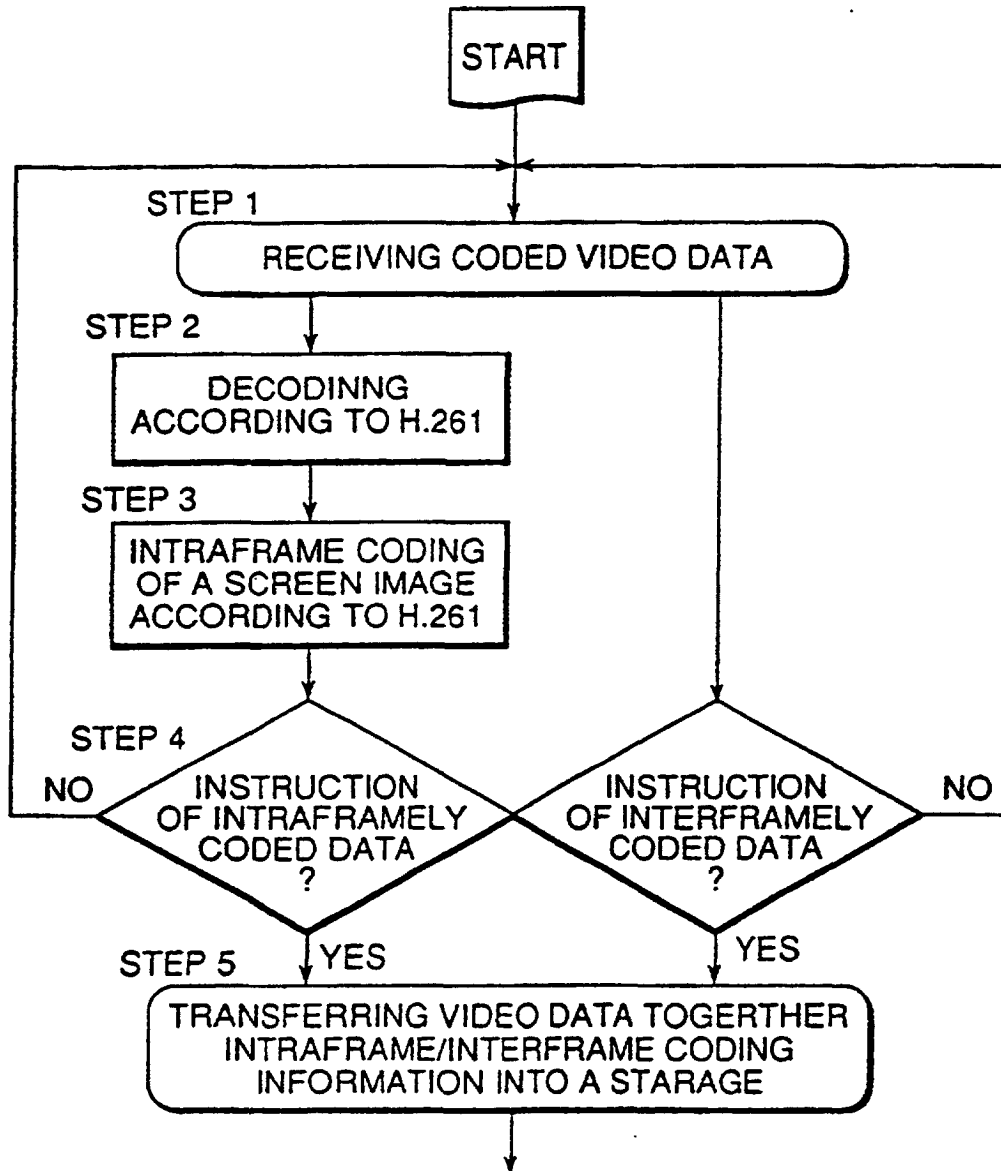 START
STEP 1
RECEIVING CODED VIDEO DATA
STEP 2
DECODINNG
ACCORDING TO H.261
STEP 3
INTRAFRAME CODING
OF A SCREEN IMAGE
ACCORDING TO H.261
STEP 4
NO
INSTRUCTION
OF INTRAFRAMELY
CODED DATA
?
INSTRUCTION
OF INTERFRAMELY
CODED DATA
?
NO
STEP 5
YES
YES
TRANSFERRING VIDEO DATA TOGERTHER
INTRAFRAME/INTERFRAME CODING
INFORMATION INTO A STARAGE